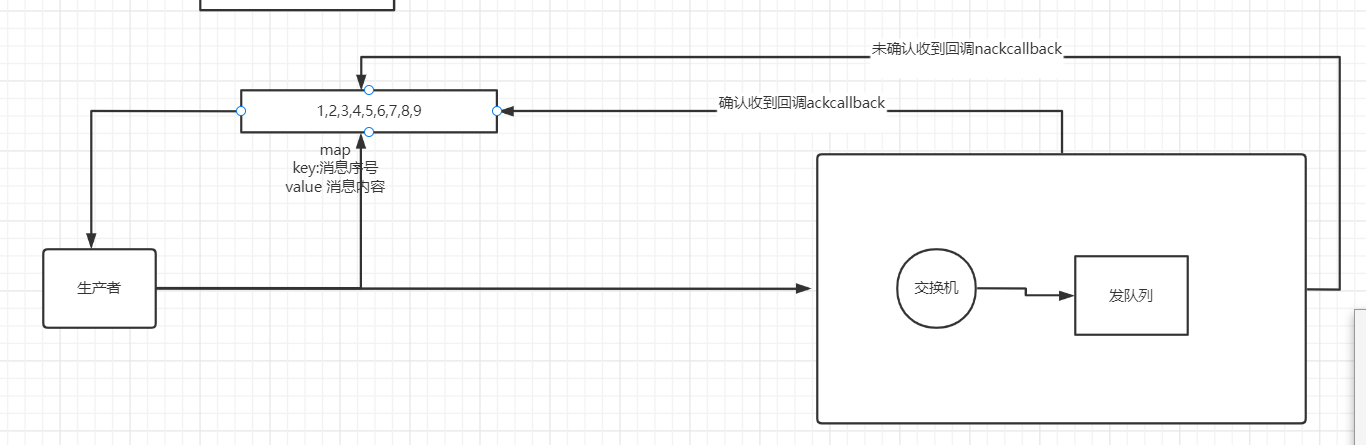 未确认收到回调nackcallback
确认收到回调ackcallback
1,2,3,4,5,6,7,8,9
map
key:消息序号
value 消息内容
生产者
交换机
发队列